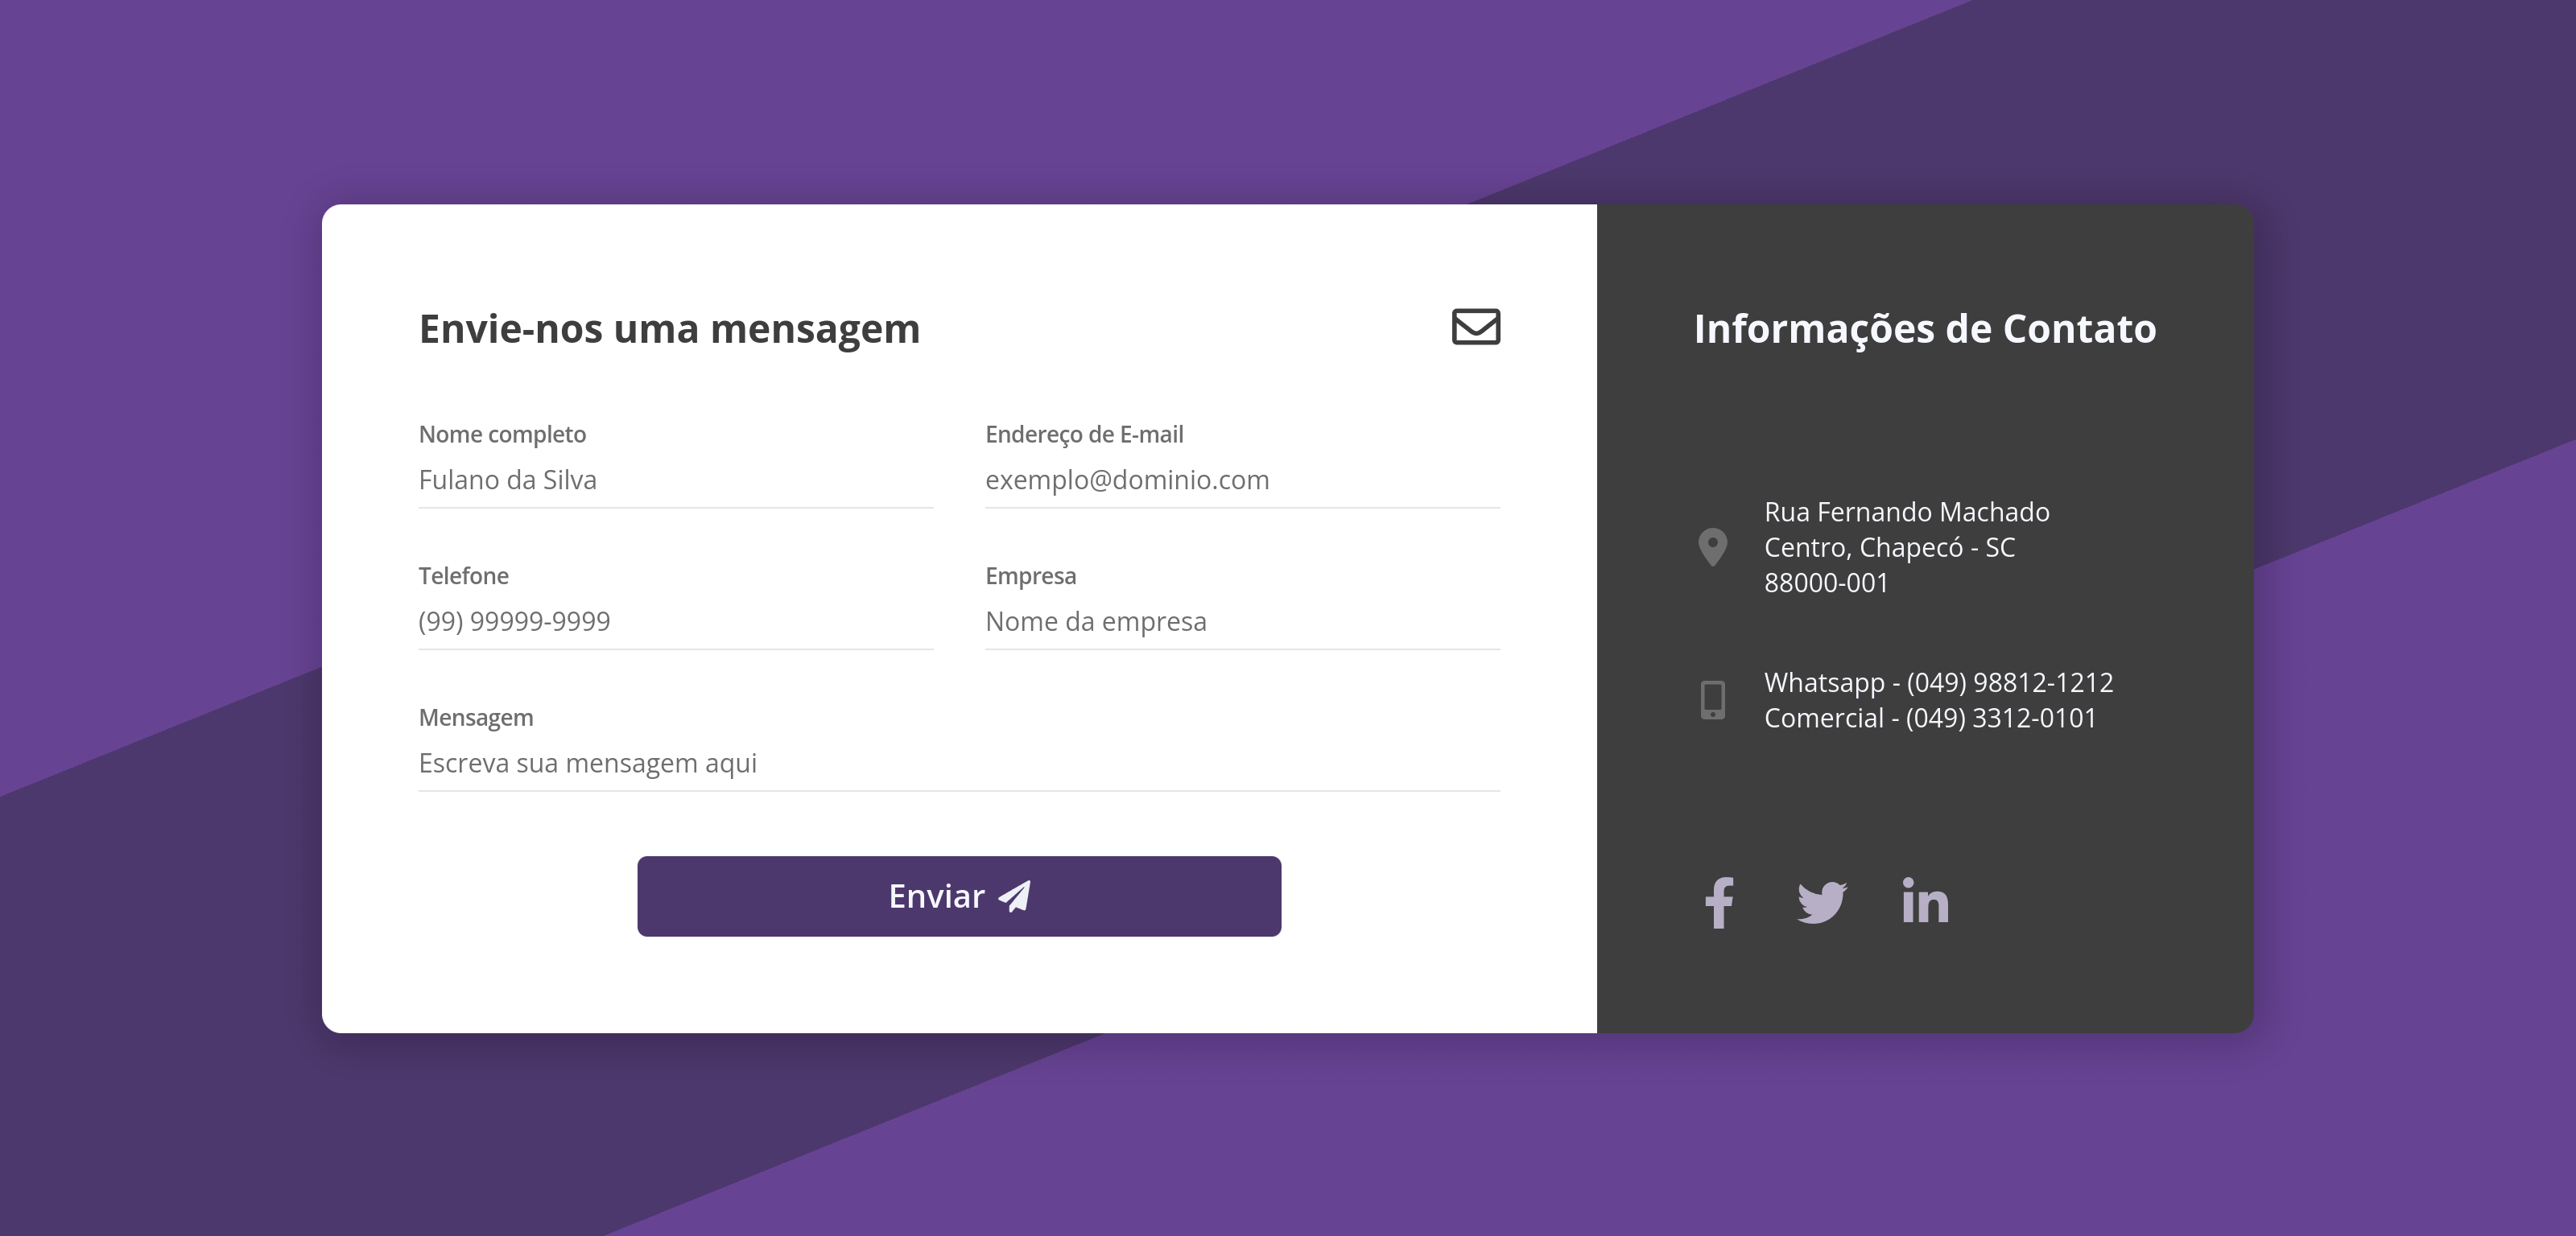 Envie-nos uma mensagem
Nome completo
Fulano da Silva
Endereço de E-mail
exemplo@dominio.com
Telefone
(99) 99999-9999
Empresa
Nome da empresa
Mensagem
Escreva sua mensagem aqui
Enviar
Informações de Contato
Rua Fernando Machado
Centro, Chapecó - SC
88000-001
Whatsapp - (049) 98812-1212
Comercial - (049) 3312-0101